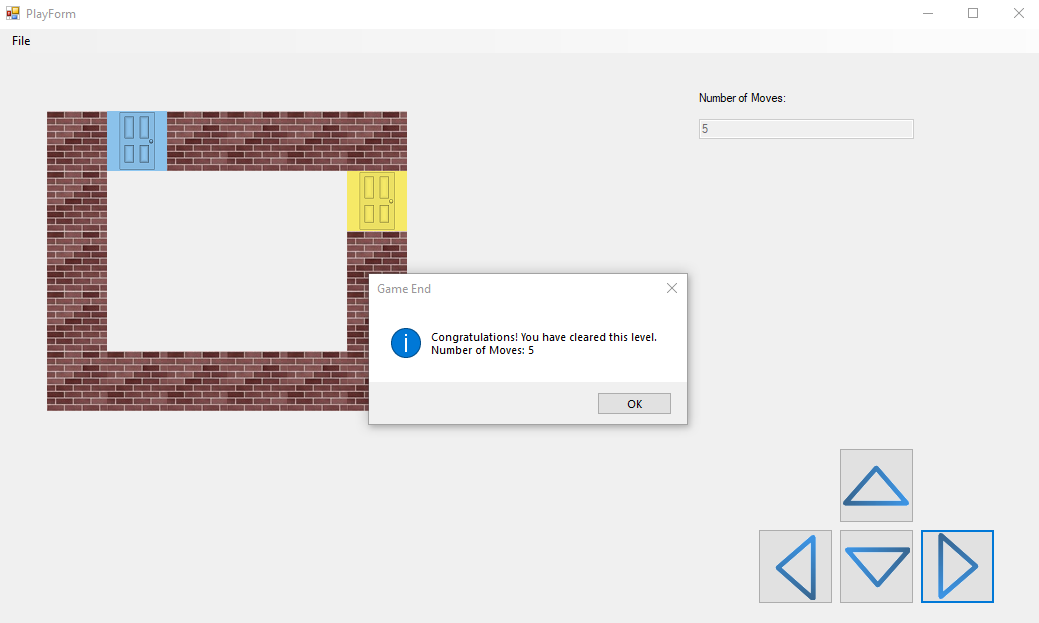 PlayForm
File
Number of Moves:
5
Game End
Congratulations! You have cleared this level.
Number of Moves: 5
OK